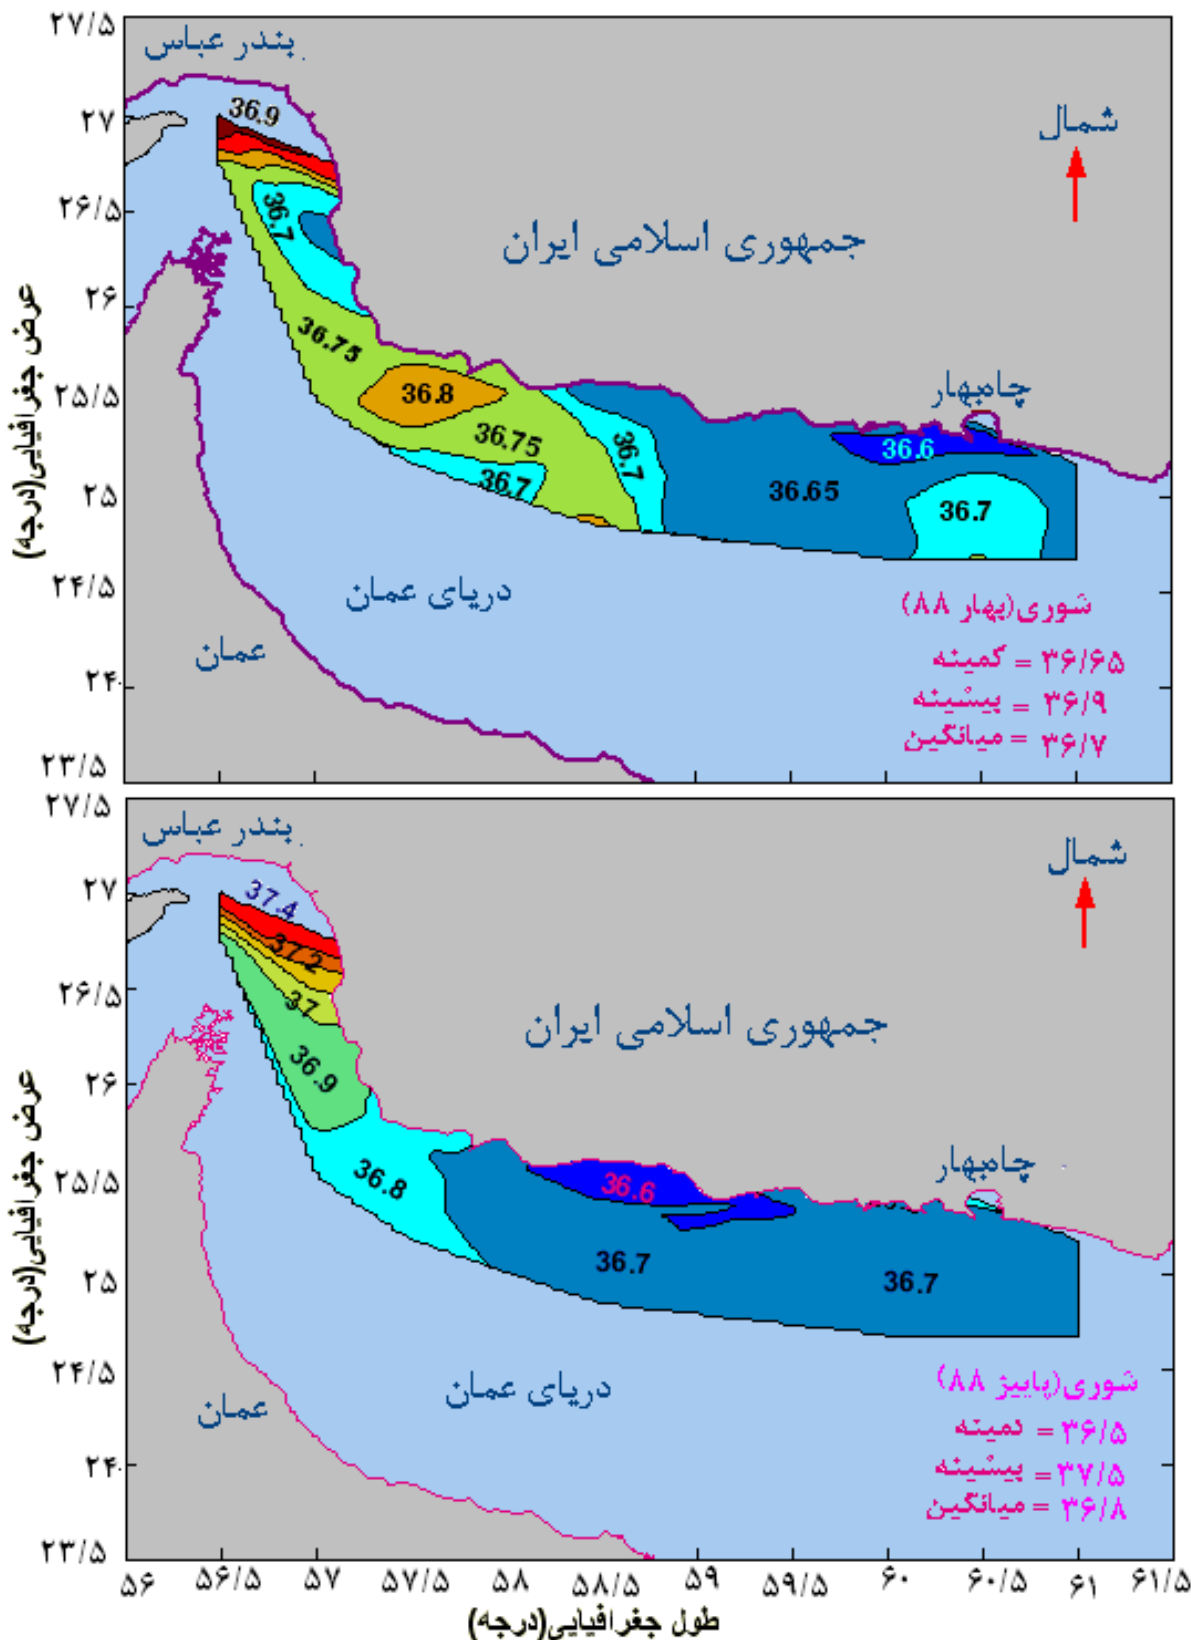 ۲۷/۵
بندر عباس
36.9
۲۷
شمال
۲۶/۵
36.7
جمهوری اسلامی ایران
۲۶
36.75
عرض جغرافیایی(درجه)
۲۵/۵
36.8
چابهار
36.75
36.7
36.6
36.7
36.65
36.7
۲۵
۲۴/۵
دریای عمان
شوری(بهار ۸۸)
عمان
کمینه = ۳۶/۶۵
۲۴
بیشینه = ۳۶/۹
میانگین = ۳۶/۷
۲۳/۵
۲۷/۵
بندر عباس
شمال
۲۷
37.4
37.2
۲۶/۵
37
جمهوری اسلامی ایران
36.9
۲۶
عرض جغرافیایی(درجه)
36.8
چابهار
۲۵/۵
36.6
36.7
36.7
۲۵
۲۴/۵
دریای عمان
شوری(پاییز ۸۸)
عمان
کمینه = ۳۶/۵
۲۴
بیشینه = ۳۷/۵
میانگین = ۳۶/۸
۲۳/۵
۵۶ ۵۶/۵ ۵۷ ۵۷/۵ ۵۸ ۵۸/۵ ۵۹ ۵۹/۵ ۶۰ ۶۰/۵ ۶۱ ۶۱/۵
طول جغرافیایی(درجه)